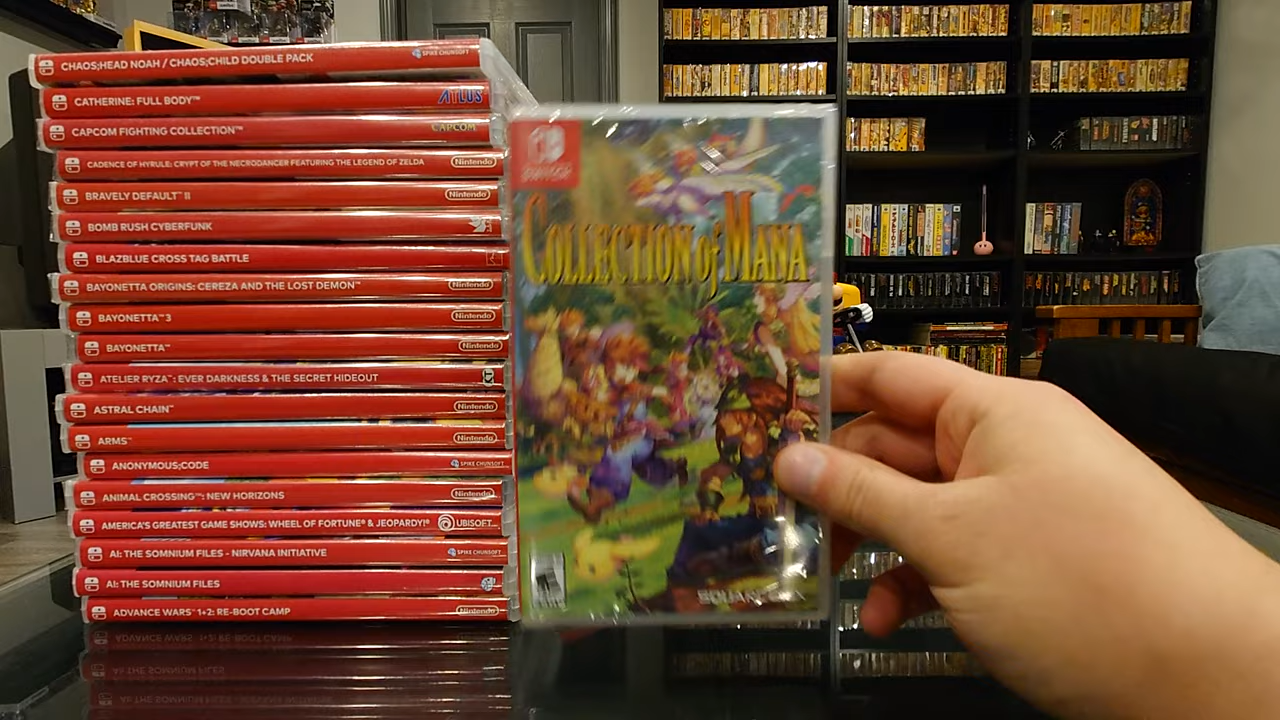 CHAOS;HEAD NOAH / CHAOS;CHILD DOUBLE PACK SPIKE CHUNSOFT
CATHERINE: FULL BODY™ ATLUS
CAPCOM FIGHTING COLLECTION™ CAPCOM
CADENCE OF HYRULE: CRYPT OF THE NECRODANCER FEATURING THE LEGEND OF ZELDA Nintendo
BRAVELY DEFAULT™ II Nintendo
BOMB RUSH CYBERFUNK
BLAZBLUE CROSS TAG BATTLE
BAYONETTA ORIGINS: CEREZA AND THE LOST DEMON™ Nintendo
BAYONETTA™ 3 Nintendo
BAYONETTA™ Nintendo
ATELIER RYZA™: EVER DARKNESS & THE SECRET HIDEOUT
ASTRAL CHAIN™ Nintendo
ARMS™ Nintendo
ANONYMOUS;CODE SPIKE CHUNSOFT
ANIMAL CROSSING™: NEW HORIZONS Nintendo
AMERICA'S GREATEST GAME SHOWS: WHEEL OF FORTUNE® & JEOPARDY!® UBISOFT
AI: THE SOMNIUM FILES - NIRVANA INITIATIVE SPIKE CHUNSOFT
AI: THE SOMNIUM FILES
ADVANCE WARS™ 1+2: RE-BOOT CAMP Nintendo
SWITCH
COLLECTION of MANA
SQUARE ENIX